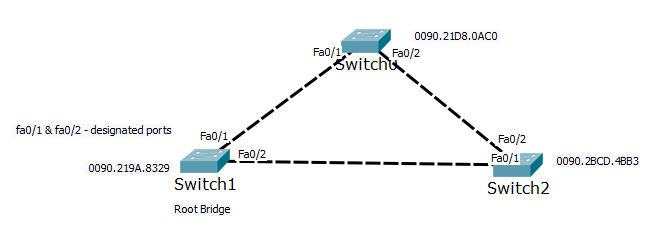 0090.21D8.0AC0
Fa0/1
Fa0/2
Switch0
fa0/1 & fa0/2 - designated ports
Fa0/1
Fa0/2
Fa0/2
Fa0/1
0090.219A.8329
0090.2BCD.4BB3
Switch1
Switch2
Root Bridge